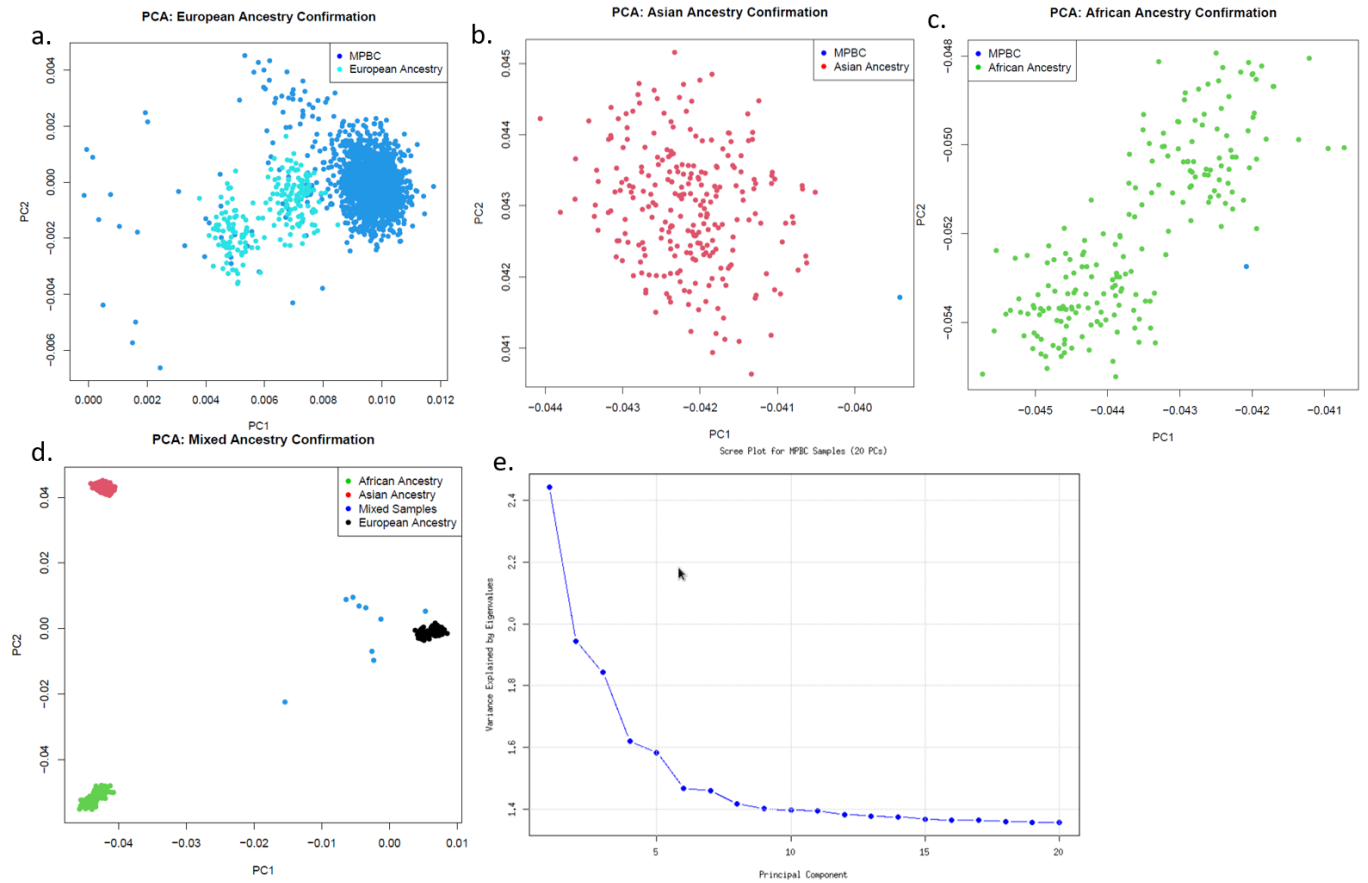 PCA: European Ancestry Confirmation
a.
MPBC
European Ancestry
0.004
0.002
0.000
−0.002
−0.004
−0.006
PC2
0.000 0.002 0.004 0.006 0.008 0.010 0.012
PC1
PCA: Asian Ancestry Confirmation
b.
MPBC
Asian Ancestry
0.045
0.044
0.043
0.042
0.041
PC2
−0.044 −0.043 −0.042 −0.041 −0.040
PC1
PCA: African Ancestry Confirmation
c.
MPBC
African Ancestry
−0.048
−0.050
−0.052
−0.054
PC2
−0.045 −0.044 −0.043 −0.042 −0.041
PC1
PCA: Mixed Ancestry Confirmation
d.
African Ancestry
Asian Ancestry
Mixed Samples
European Ancestry
0.04
0.02
0.00
−0.02
−0.04
PC2
−0.04 −0.03 −0.02 −0.01 0.00 0.01
PC1
Scree Plot for MPBC Samples (20 PCs)
e.
2.4
2.2
2.0
1.8
1.6
1.4
Variance Explained by Eigenvalues
5 10 15 20
Principal Component